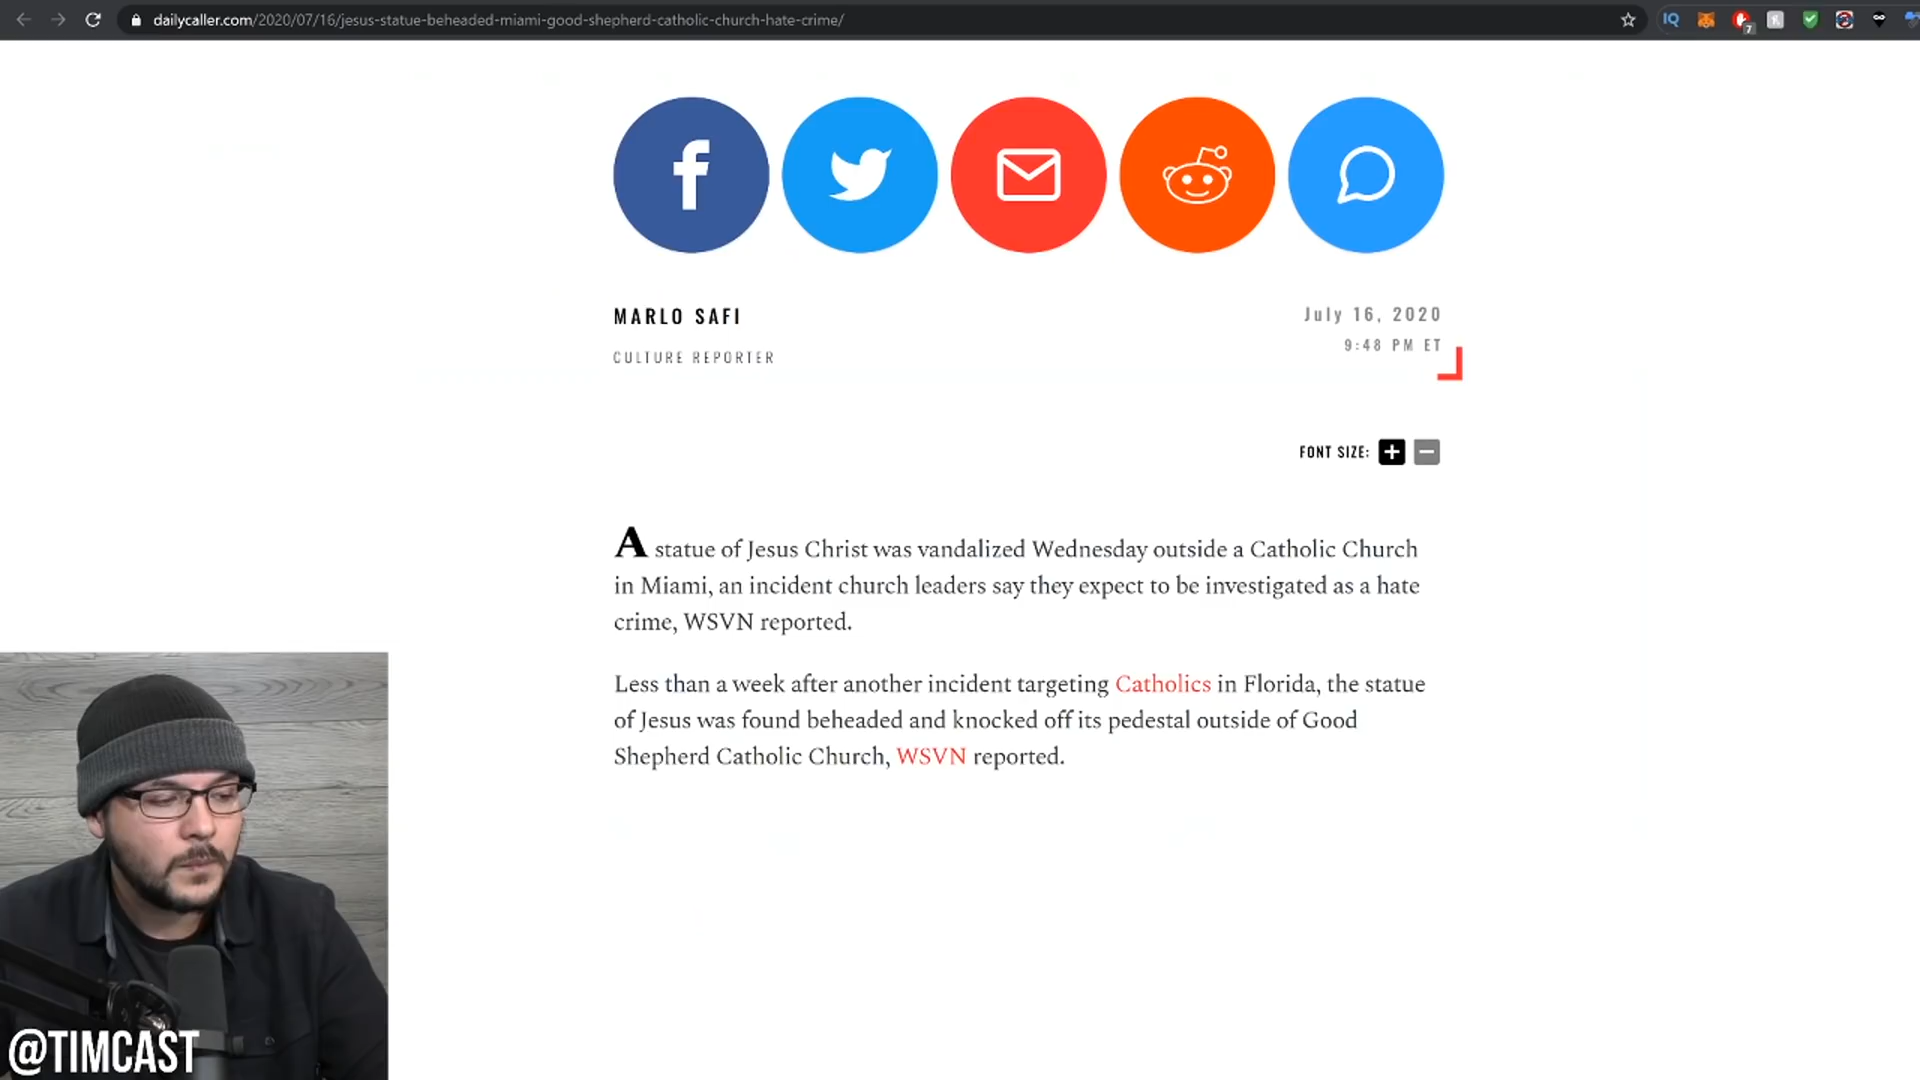 dailycaller.com/2020/07/16/jesus-statue-beheaded-miami-good-shepherd-catholic-church-hate-crime/
IQ
7
MARLO SAFI
July 16, 2020
CULTURE REPORTER
9:48 PM ET
FONT SIZE:
A statue of Jesus Christ was vandalized Wednesday outside a Catholic Church
in Miami, an incident church leaders say they expect to be investigated as a hate
crime, WSVN reported.
Less than a week after another incident targeting Catholics in Florida, the statue
of Jesus was found beheaded and knocked off its pedestal outside of Good
Shepherd Catholic Church, WSVN reported.
@TIMCAST